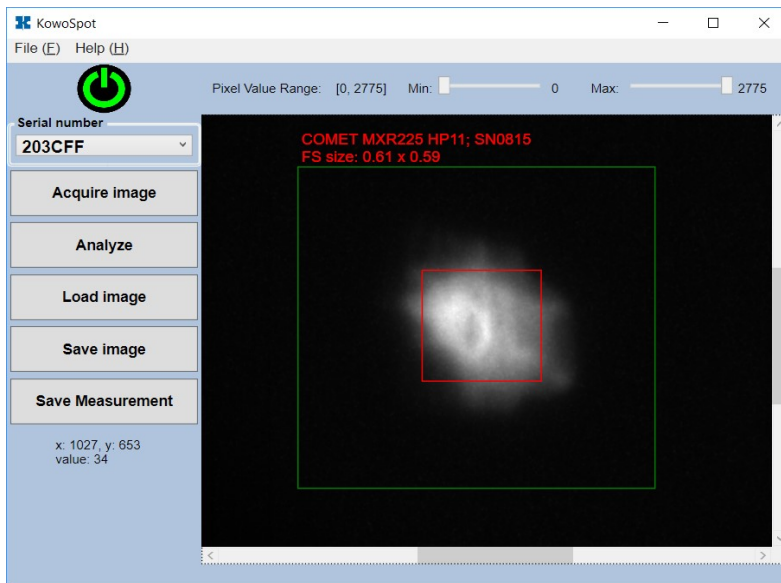 KowoSpot
File (F) Help (H)
Pixel Value Range: [0, 2775] Min: 0 Max: 2775
Serial number
203CFF
COMET MXR225 HP11; SN0815
FS size: 0.61 x 0.59
Acquire image
Analyze
Load image
Save image
Save Measurement
x: 1027, y: 653
value: 34